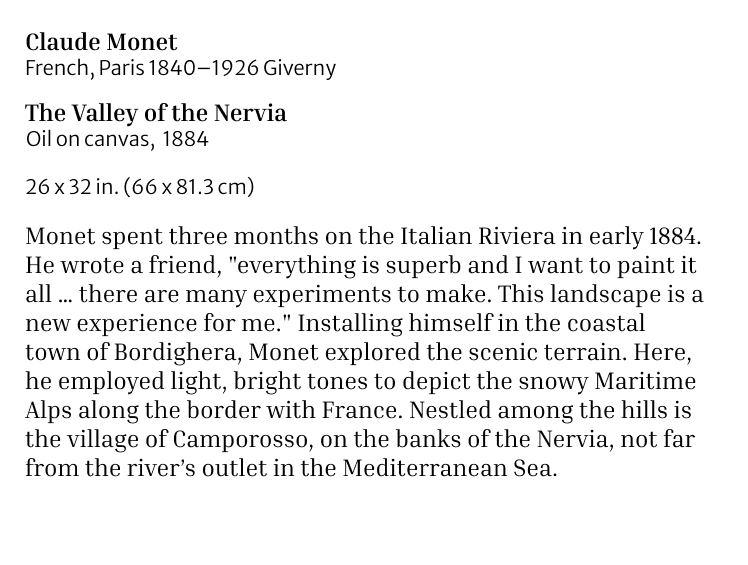 Claude Monet
French, Paris 1840–1926 Giverny
The Valley of the Nervia
Oil on canvas, 1884
26 x 32 in. (66 x 81.3 cm)
Monet spent three months on the Italian Riviera in early 1884.
He wrote a friend, "everything is superb and I want to paint it
all ... there are many experiments to make. This landscape is a
new experience for me." Installing himself in the coastal
town of Bordighera, Monet explored the scenic terrain. Here,
he employed light, bright tones to depict the snowy Maritime
Alps along the border with France. Nestled among the hills is
the village of Camporosso, on the banks of the Nervia, not far
from the river’s outlet in the Mediterranean Sea.